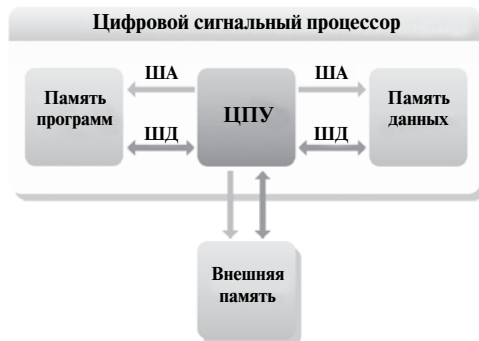 Цифровой сигнальный процессор
ША
ША
Память
программ
ЦПУ
Память
данных
ШД
ШД
Внешняя
память